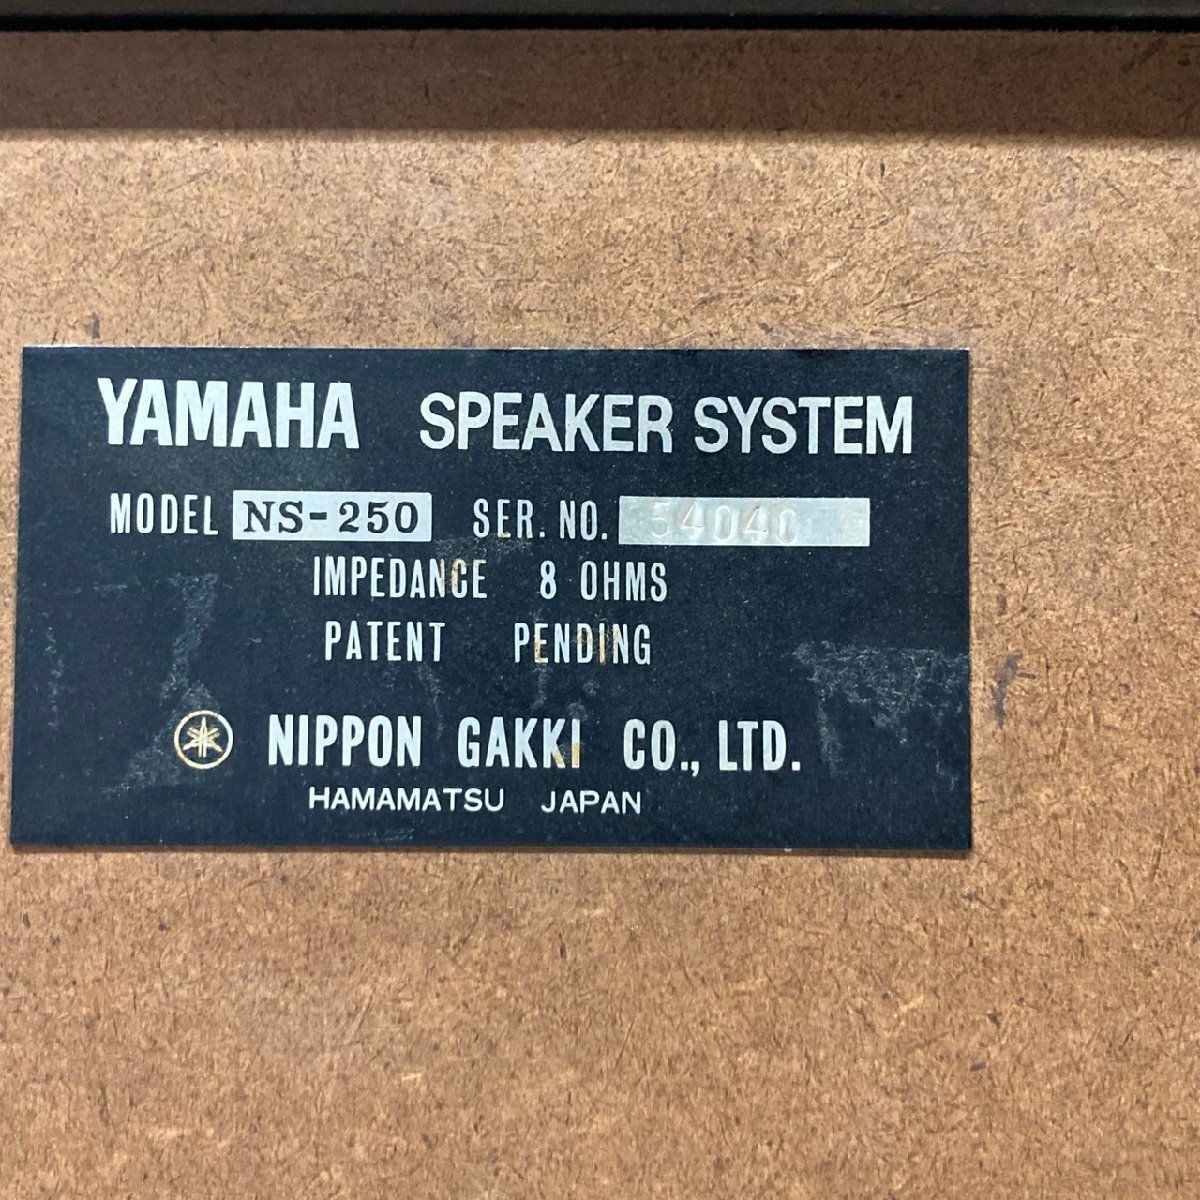 YAMAHA SPEAKER SYSTEM
MODEL NS-250 SER. NO. 54040
IMPEDANCE 8 OHMS
PATENT PENDING
NIPPON GAKKI CO., LTD.
HAMAMATSU JAPAN